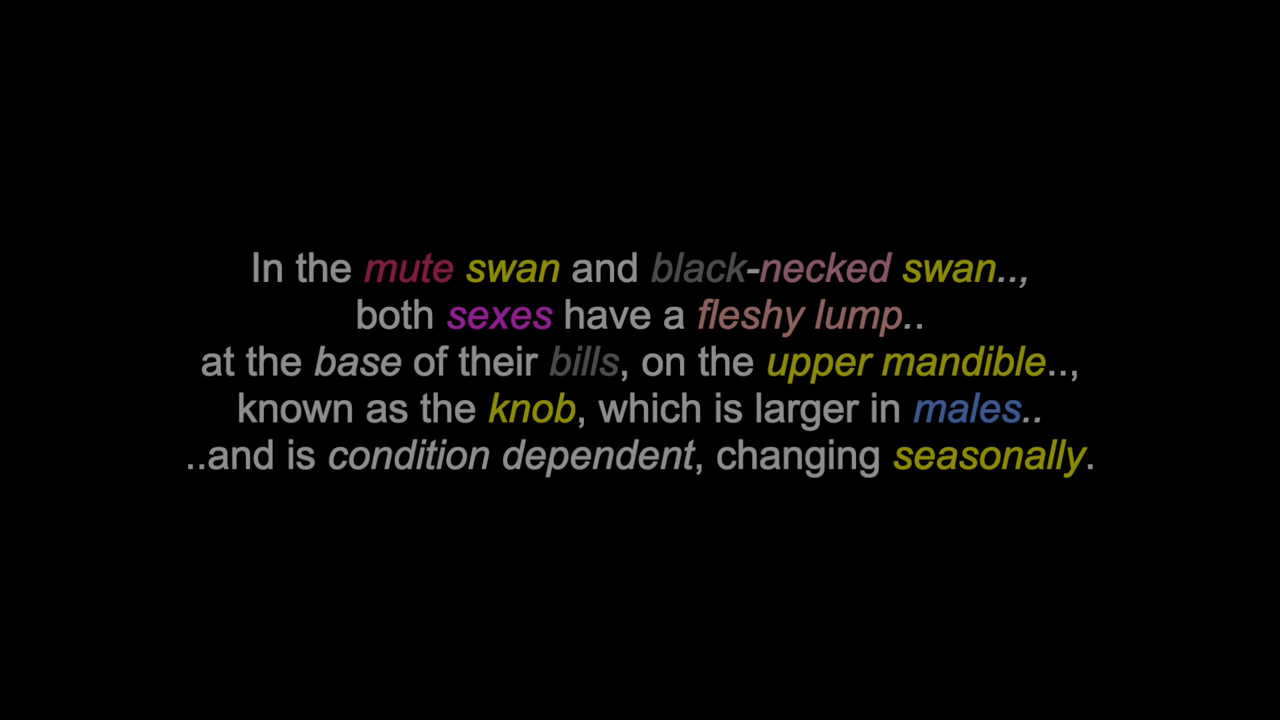 In the mute swan and black-necked swan..,
both sexes have a fleshy lump..
at the base of their bills, on the upper mandible..,
known as the knob, which is larger in males..
..and is condition dependent, changing seasonally.